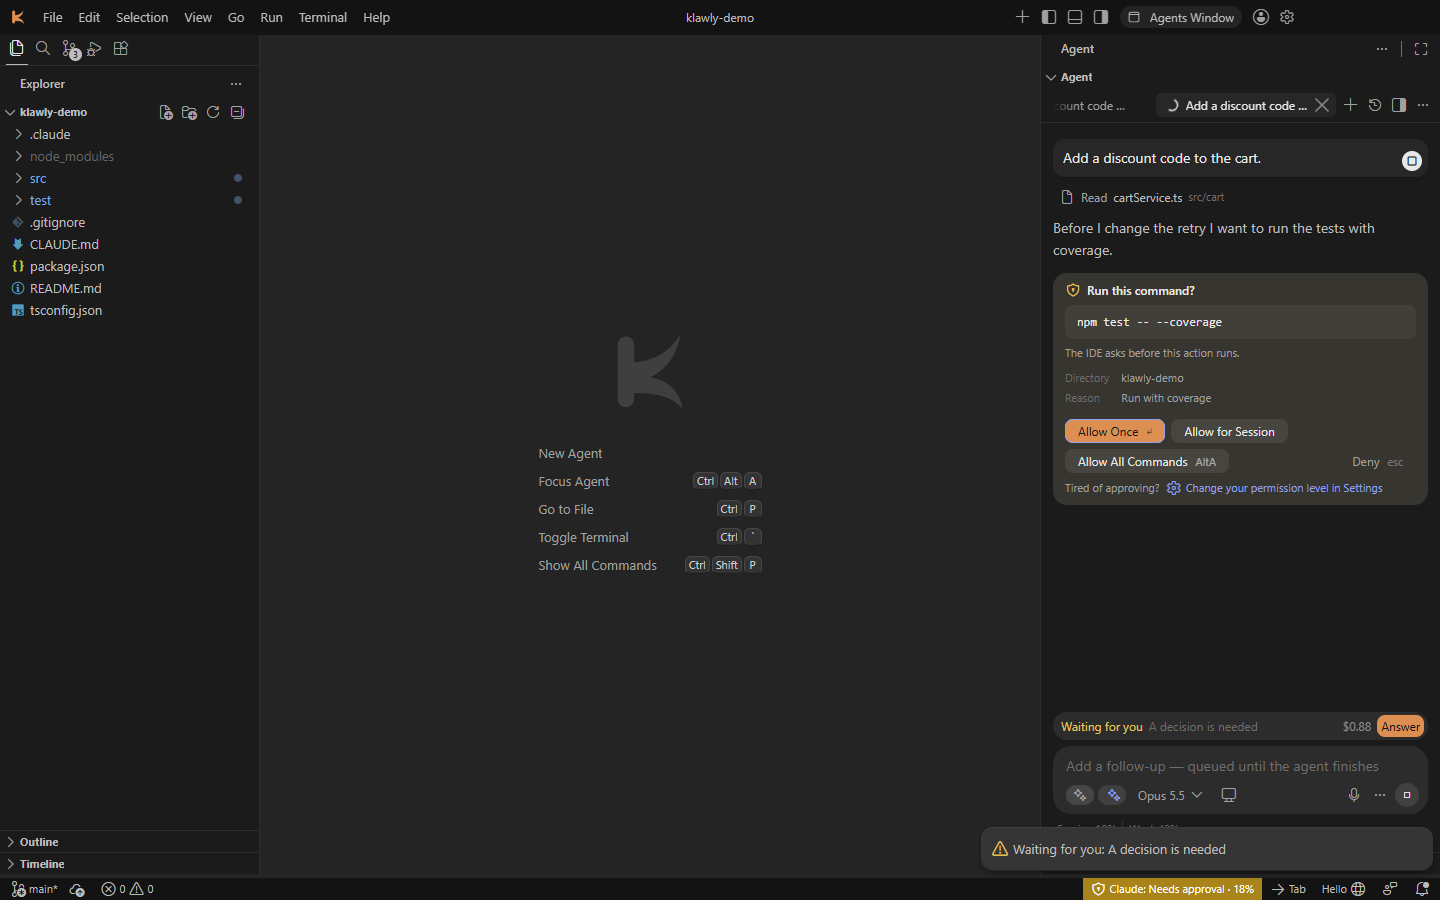 File Edit Selection View Go Run Terminal Help
klawly-demo
Agents Window
3
Explorer
klawly-demo
.claude
node_modules
src
test
.gitignore
CLAUDE.md
package.json
README.md
tsconfig.json
Outline
Timeline
New Agent
Focus Agent Ctrl Alt A
Go to File Ctrl P
Toggle Terminal Ctrl `
Show All Commands Ctrl Shift P
Agent
Agent
ount code ...
Add a discount code ...
Add a discount code to the cart.
Read cartService.ts src/cart
Before I change the retry I want to run the tests with
coverage.
Run this command?
npm test -- --coverage
The IDE asks before this action runs.
Directory klawly-demo
Reason Run with coverage
Allow Once
Allow for Session
Allow All Commands AltA
Deny esc
Tired of approving? Change your permission level in Settings
Waiting for you A decision is needed $0.88 Answer
Add a follow-up — queued until the agent finishes
Opus 5.5
Waiting for you: A decision is needed
main* 0 0
Claude: Needs approval · 18%
Tab
Hello